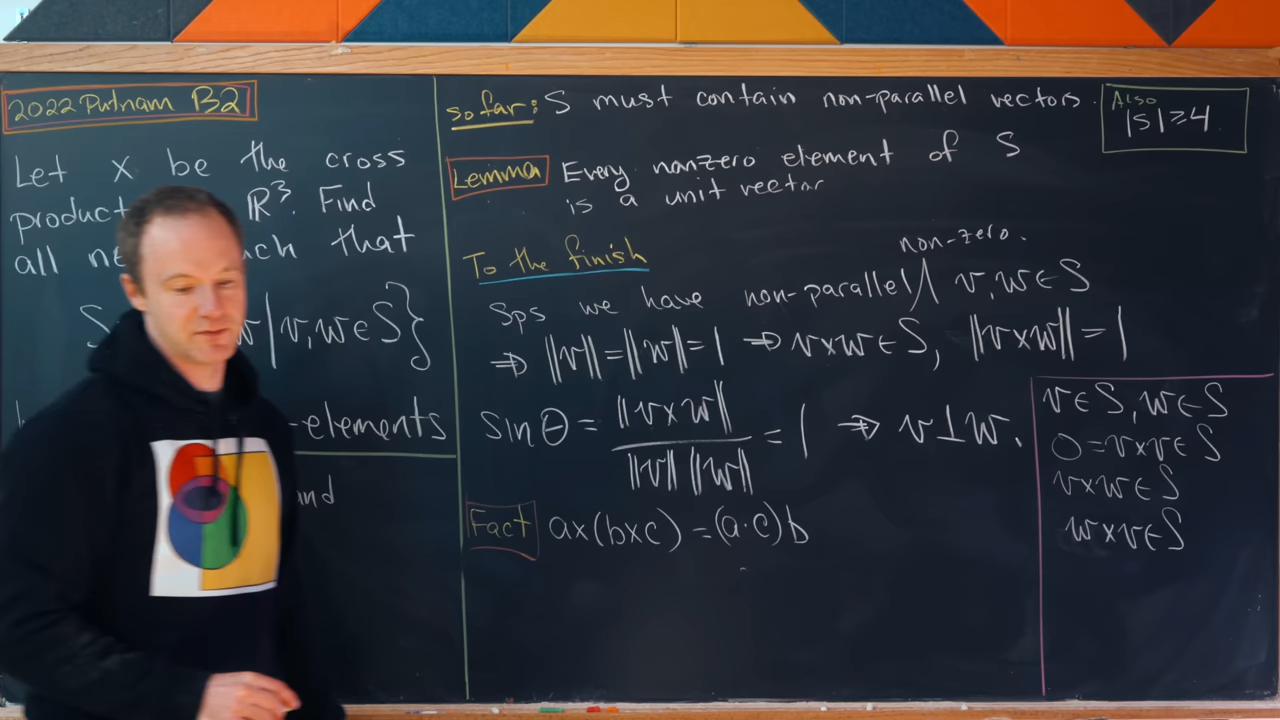 2022 Putnam B2
Let x be the cross
product ℝ³. Find
all that
S v,w∈S}
-elements
and
so far: S must contain non-parallel vectors.
Also
|S|≥4
Lemma Every nonzero element of S
is a unit vector
To the finish
non-zero.
Sps we have non-parallel v,w∈S
⇒ ||v||=||w||=1 ⇒ v×w∈S, ||v×w||=1
sinθ = ||v×w|| / ||v|| ||w|| = 1 ⇒ v⊥w.
Fact a×(b×c) = (a·c)b
v∈S, w∈S
0=v×v∈S
v×w∈S
w×v∈S